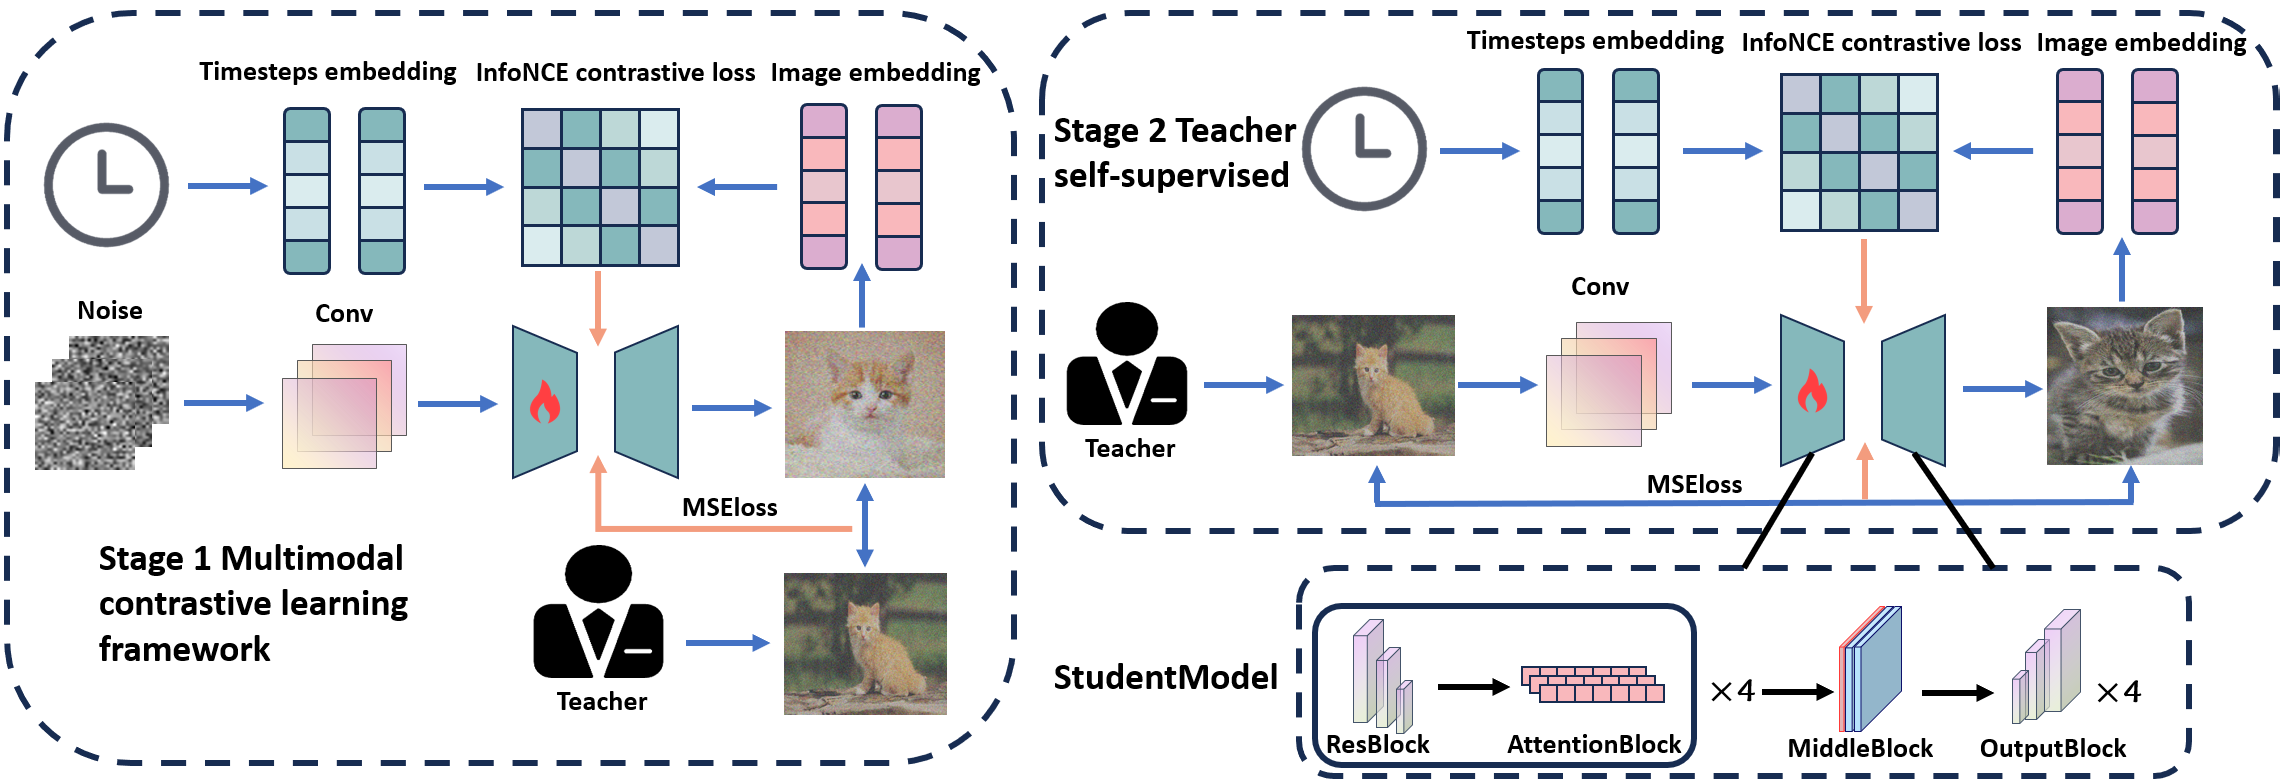 Timesteps embedding
InfoNCE contrastive loss
Image embedding
Noise
Conv
MSEloss
Stage 1 Multimodal
contrastive learning
framework
Teacher
Timesteps embedding
InfoNCE contrastive loss
Image embedding
Stage 2 Teacher
self-supervised
Conv
Teacher
MSEloss
StudentModel
ResBlock
AttentionBlock
×4
MiddleBlock
OutputBlock
×4